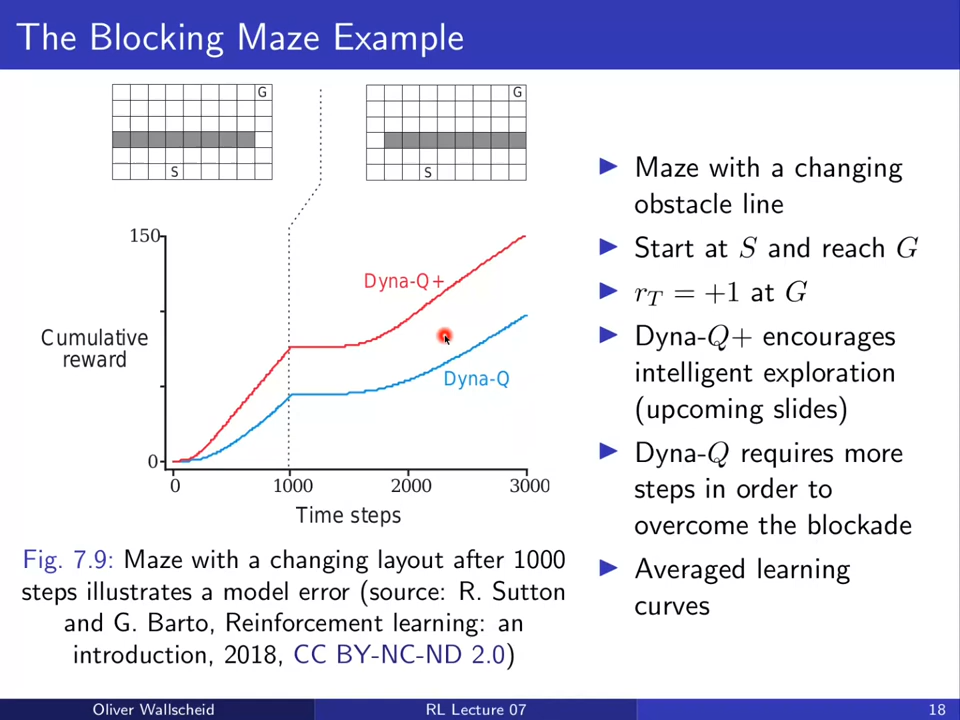 The Blocking Maze Example
G
S
G
S
150
0
Cumulative
reward
Dyna-Q+
Dyna-Q
0 1000 2000 3000
Time steps
Fig. 7.9: Maze with a changing layout after 1000
steps illustrates a model error (source: R. Sutton
and G. Barto, Reinforcement learning: an
introduction, 2018, CC BY-NC-ND 2.0)
▶ Maze with a changing
obstacle line
▶ Start at S and reach G
▶ r_T = +1 at G
▶ Dyna-Q+ encourages
intelligent exploration
(upcoming slides)
▶ Dyna-Q requires more
steps in order to
overcome the blockade
▶ Averaged learning
curves
Oliver Wallscheid RL Lecture 07 18